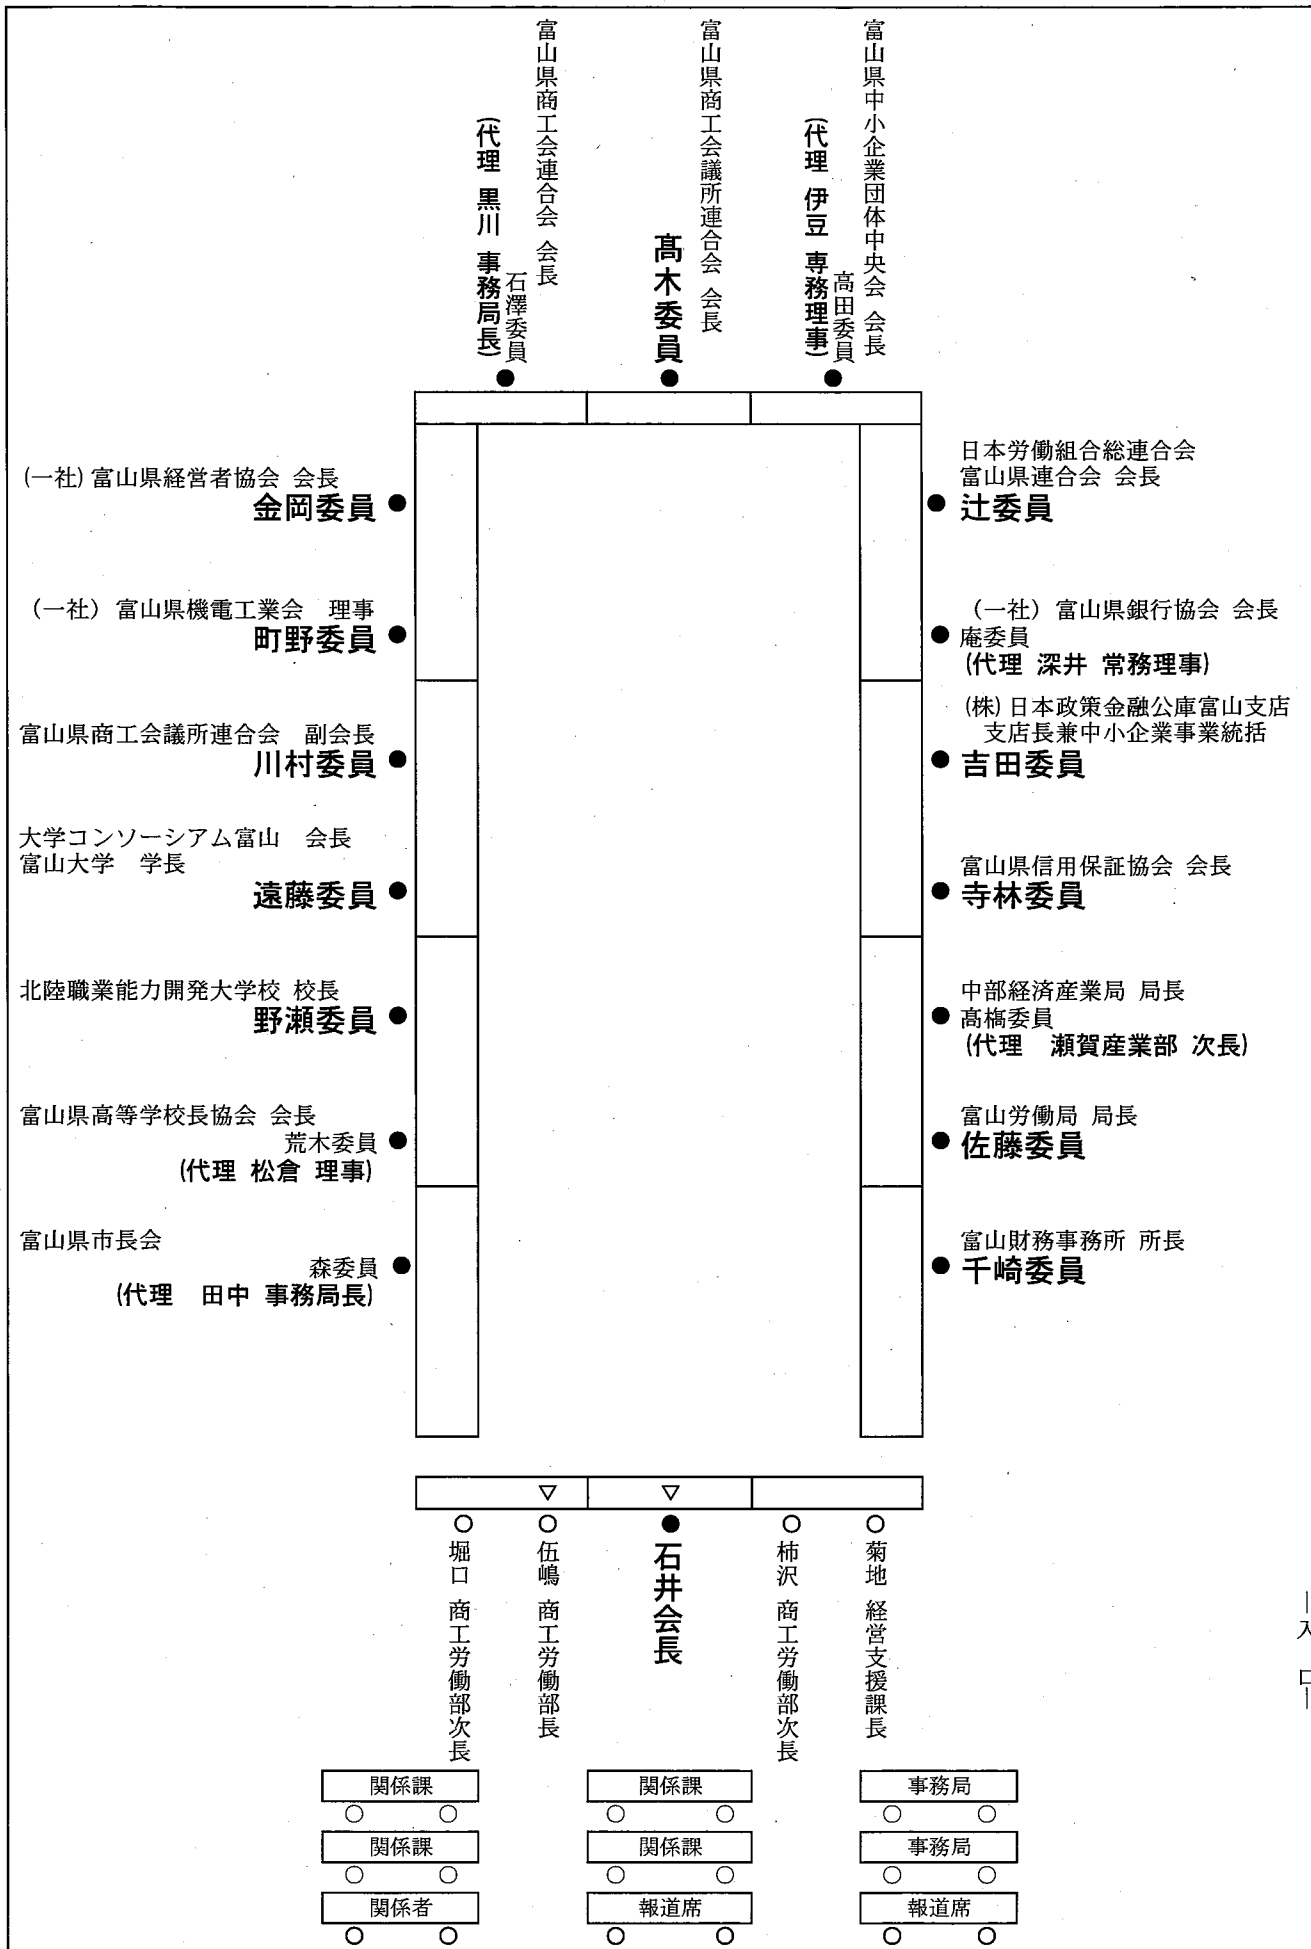 富山県中小企業団体中央会 会長
高田委員
(代理 伊豆 専務理事)
富山県商工会議所連合会 会長
髙木委員
富山県商工会連合会 会長
石澤委員
(代理 黒川 事務局長)
(一社) 富山県経営者協会 会長
金岡委員
(一社) 富山県機電工業会 理事
町野委員
富山県商工会議所連合会 副会長
川村委員
大学コンソーシアム富山 会長
富山大学 学長
遠藤委員
北陸職業能力開発大学校 校長
野瀬委員
富山県高等学校長協会 会長
荒木委員
(代理 松倉 理事)
富山県市長会
森委員
(代理 田中 事務局長)
日本労働組合総連合会
富山県連合会 会長
辻委員
(一社) 富山県銀行協会 会長
庵委員
(代理 深井 常務理事)
(株) 日本政策金融公庫富山支店
支店長兼中小企業事業統括
吉田委員
富山県信用保証協会 会長
寺林委員
中部経済産業局 局長
髙橋委員
(代理 瀬賀産業部 次長)
富山労働局 局長
佐藤委員
富山財務事務所 所長
千崎委員
菊地 経営支援課長
柿沢 商工労働部次長
石井会長
伍嶋 商工労働部長
堀口 商工労働部次長
入口
関係課 関係課 事務局
関係課 関係課 事務局
関係者 報道席 報道席